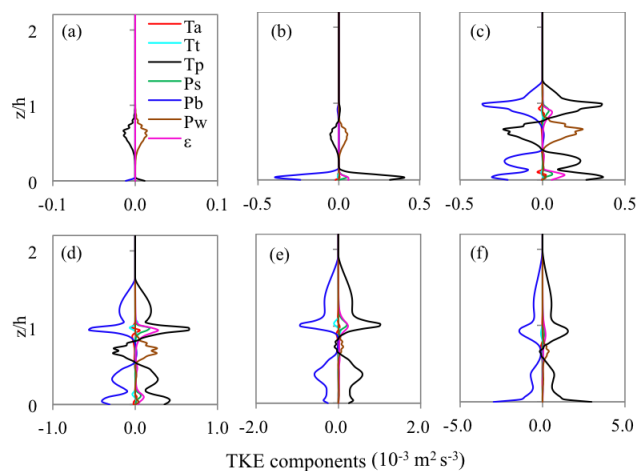 (a)
Ta
Tt
Tp
Ps
Pb
Pw
ε
(b)
(c)
z/h
2
1
0
-0.1 0.0 0.1
-0.5 0.0 0.5
-0.5 0.0 0.5
(d)
(e)
(f)
z/h
2
1
0
-1.0 0.0 1.0
-2.0 0.0 2.0
-5.0 0.0 5.0
TKE components (10⁻³ m² s⁻³)